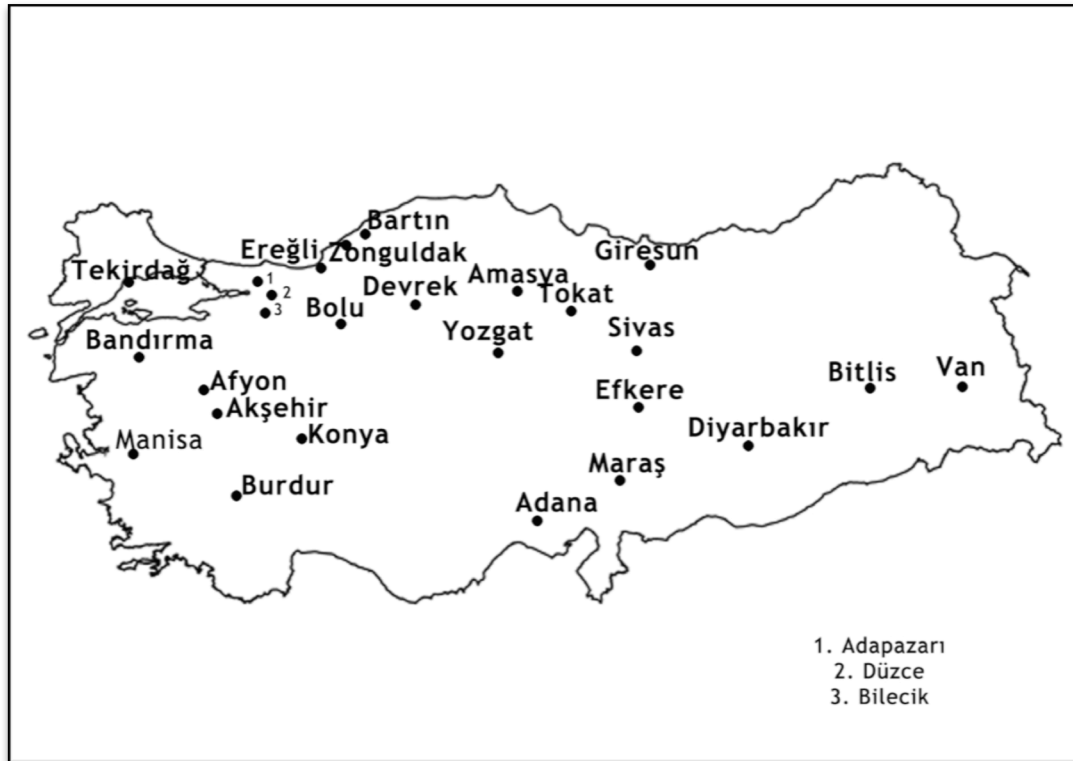 Bartın
Ereğli
Zonguldak
Giresun
Tekirdağ
1
Amasya
Devrek
2
Tokat
3
Bolu
Sivas
Yozgat
Bandırma
Van
Bitlis
Afyon
Efkere
Akşehir
Diyarbakır
Konya
Manisa
Maraş
Burdur
Adana
1. Adapazarı
2. Düzce
3. Bilecik